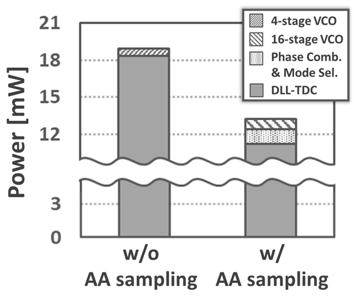 21
18
15
12
3
0
Power [mW]
4-stage VCO
16-stage VCO
Phase Comb.
& Mode Sel.
DLL-TDC
w/o
AA sampling
w/
AA sampling